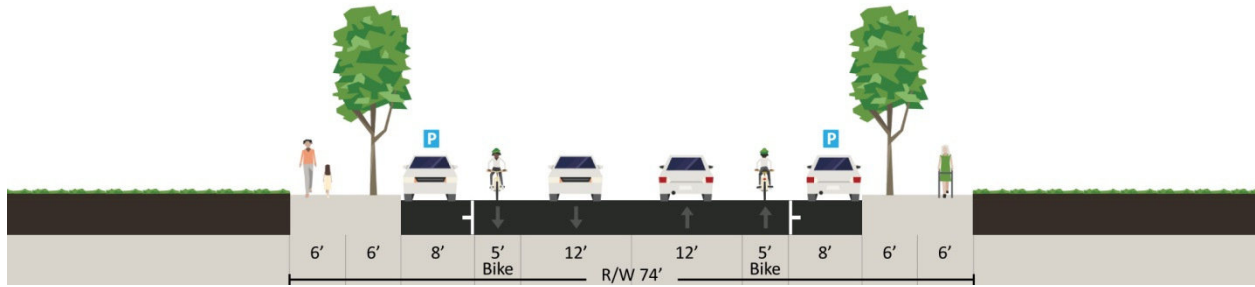 P
P
6’ 6’ 8’ 5’ 12’ 12’ 5’ 8’ 6’ 6’
Bike Bike
R/W 74’